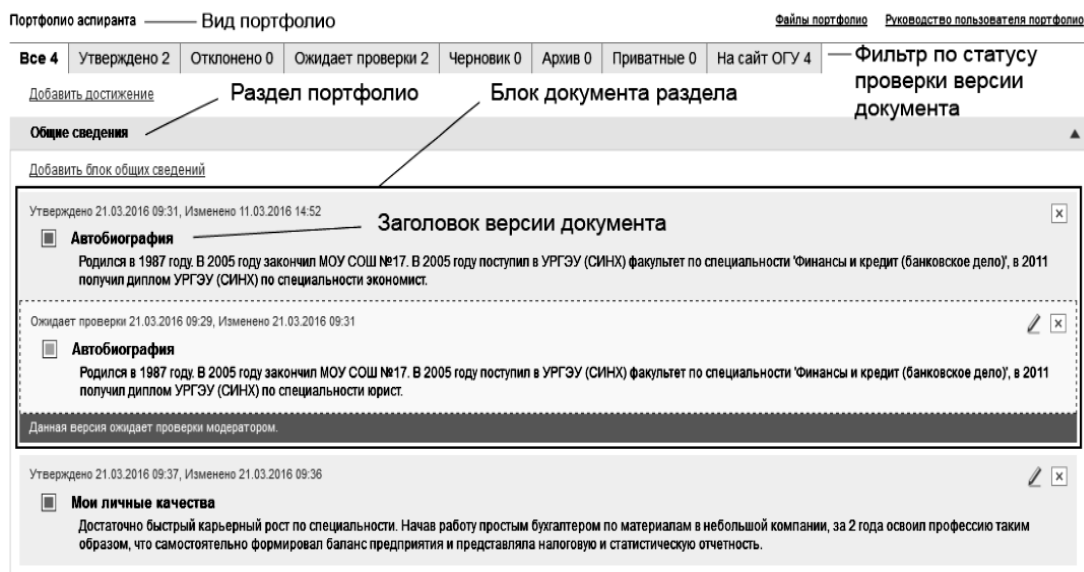 Портфолио аспиранта Вид портфолио Файлы портфолио Руководство пользователя портфолио
Все 4 Утверждено 2 Отклонено 0 Ожидает проверки 2 Черновик 0 Архив 0 Приватные 0 На сайт ОГУ 4 Фильтр по статусу
проверки версии
документа
Добавить достижение Раздел портфолио Блок документа раздела
Общие сведения
Добавить блок общих сведений
Утверждено 21.03.2016 09:31, Изменено 11.03.2016 14:52
Заголовок версии документа
Автобиография
Родился в 1987 году. В 2005 году закончил МОУ СОШ №17. В 2005 году поступил в УРГЭУ (СИНХ) факультет по специальности 'Финансы и кредит (банковское дело)', в 2011
получил диплом УРГЭУ (СИНХ) по специальности экономист.
Ожидает проверки 21.03.2016 09:29, Изменено 21.03.2016 09:31
Автобиография
Родился в 1987 году. В 2005 году закончил МОУ СОШ №17. В 2005 году поступил в УРГЭУ (СИНХ) факультет по специальности 'Финансы и кредит (банковское дело)', в 2011
получил диплом УРГЭУ (СИНХ) по специальности юрист.
Данная версия ожидает проверки модератором.
Утверждено 21.03.2016 09:37, Изменено 21.03.2016 09:36
Мои личные качества
Достаточно быстрый карьерный рост по специальности. Начав работу простым бухгалтером по материалам в небольшой компании, за 2 года освоил профессию таким
образом, что самостоятельно формировал баланс предприятия и представляла налоговую и статистическую отчетность.